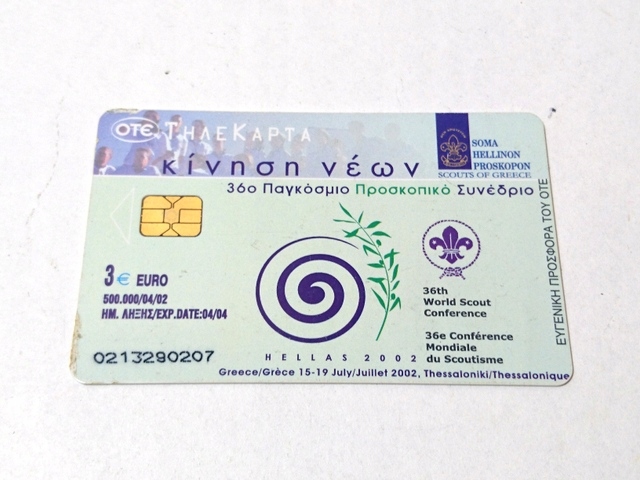 OTE ΤΗΛΕΚΑΡΤΑ
κίνηση νέων
SOMA
HELLINON
PROSKOPON
SCOUTS OF GREECE
36ο Παγκόσμιο Προσκοπικό Συνέδριο
3 € EURO
500.000/04/02
ΗΜ. ΛΗΞΗΣ/EXP.DATE:04/04
0213290207
36th
World Scout
Conference
36e Conférence
Mondiale
du Scoutisme
HELLAS 2002
Greece/Grèce 15-19 July/Juillet 2002, Thessaloniki/Thessalonique
ΕΥΓΕΝΙΚΗ ΠΡΟΣΦΟΡΑ ΤΟΥ ΟΤΕ